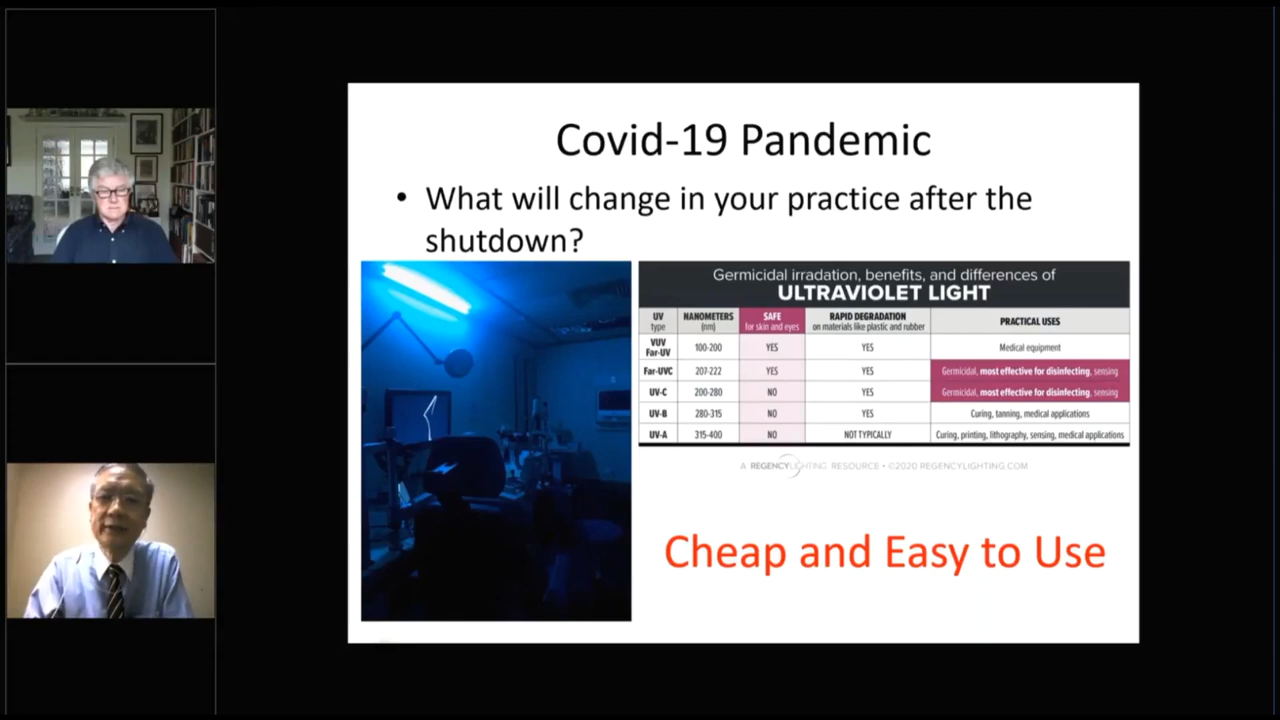 Covid-19 Pandemic
• What will change in your practice after the
shutdown?
Germicidal irradation, benefits, and differences of
ULTRAVIOLET LIGHT
UV type NANOMETERS (nm) SAFE for skin and eyes RAPID DEGRADATION on materials like plastic and rubber PRACTICAL USES
VUV Far-UV 100-200 YES YES Medical equipment
Far-UVC 207-222 YES YES Germicidal, most effective for disinfecting, sensing
UV-C 200-280 NO YES Germicidal, most effective for disinfecting, sensing
UV-B 280-315 NO YES Curing, tanning, medical applications
UV-A 315-400 NO NOT TYPICALLY Curing, printing, lithography, sensing, medical applications
A REGENCYLIGHTING RESOURCE • ©2020 REGENCYLIGHTING.COM
Cheap and Easy to Use